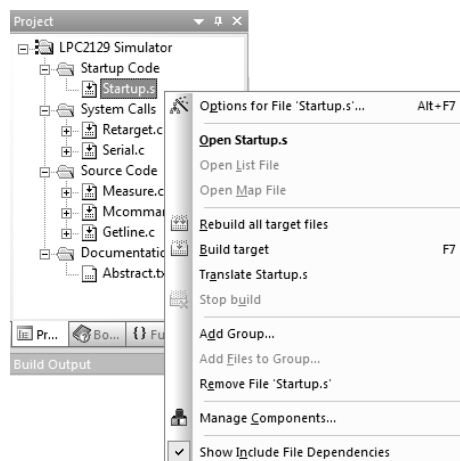 Project
LPC2129 Simulator
Startup Code
Startup.s
System Calls
Retarget.c
Serial.c
Source Code
Measure.c
Mcomma
Getline.c
Documentatic
Abstract.tx
Pr...
Bo...
{} Fu
Build Output
Options for File 'Startup.s'... Alt+F7
Open Startup.s
Open List File
Open Map File
Rebuild all target files
Build target F7
Translate Startup.s
Stop build
Add Group...
Add Files to Group...
Remove File 'Startup.s'
Manage Components...
Show Include File Dependencies